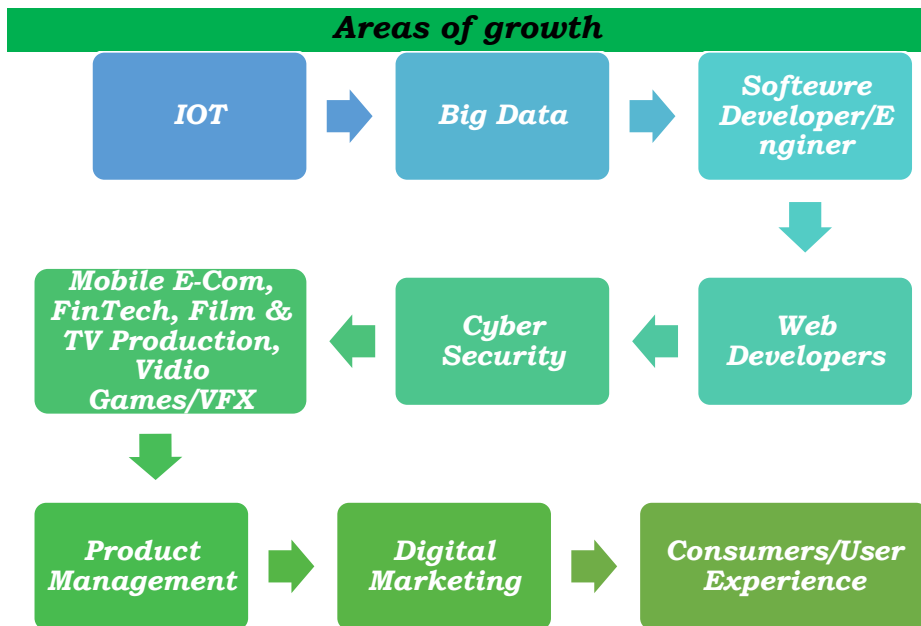 Areas of growth
IOT
Big Data
Softewre
Developer/E
nginer
Web
Developers
Cyber
Security
Mobile E-Com,
FinTech, Film &
TV Production,
Vidio
Games/VFX
Product
Management
Digital
Marketing
Consumers/User
Experience